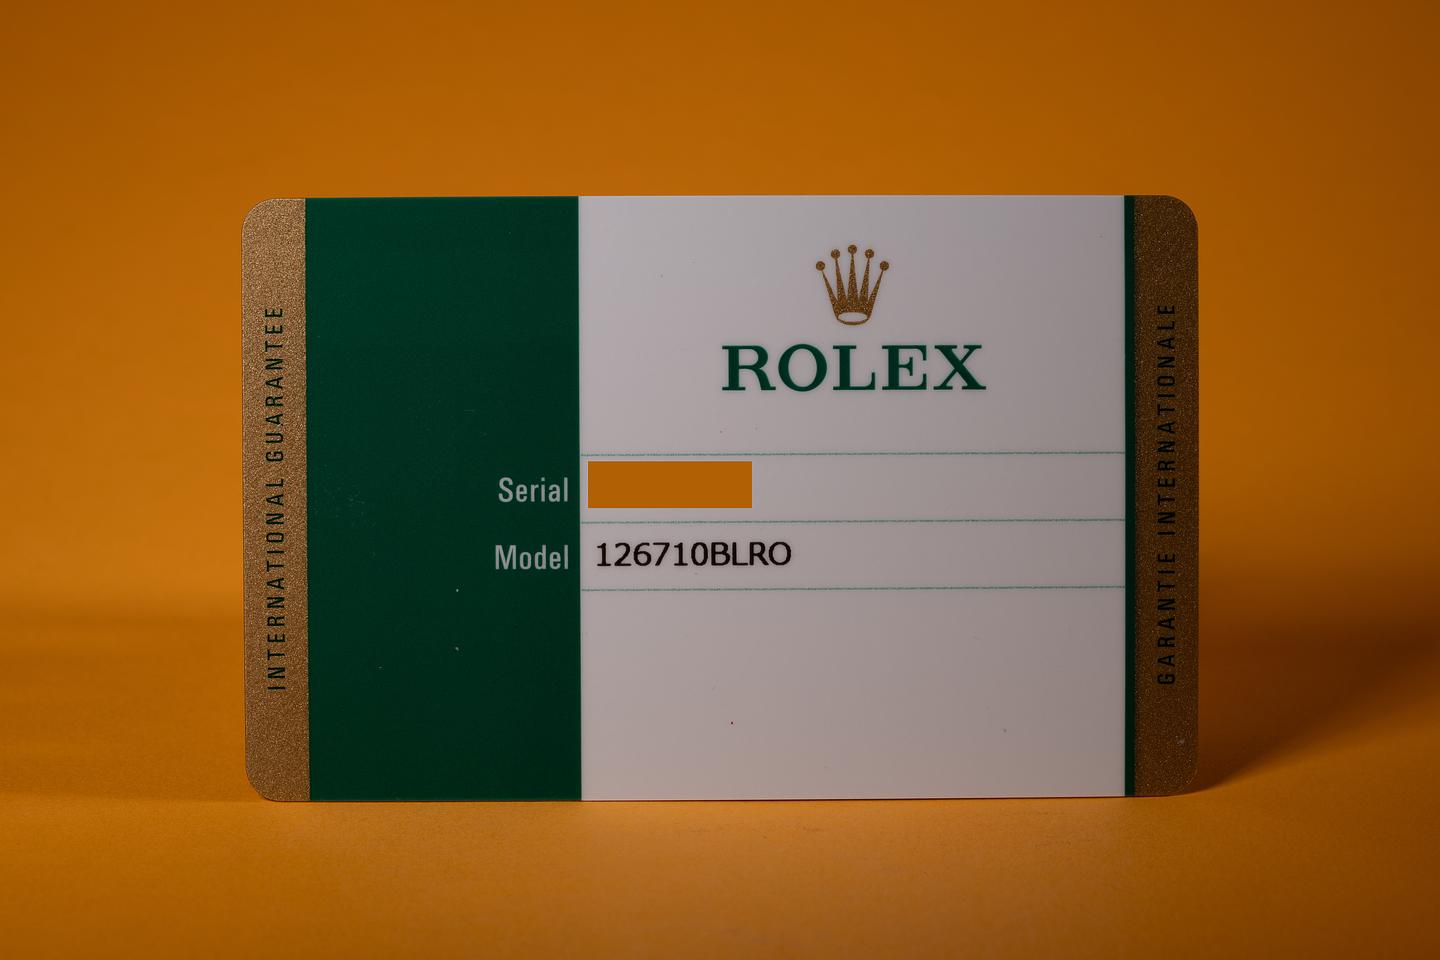 INTERNATIONAL GUARANTEE
ROLEX
Serial
Model 126710BLRO
GARANTIE INTERNATIONALE